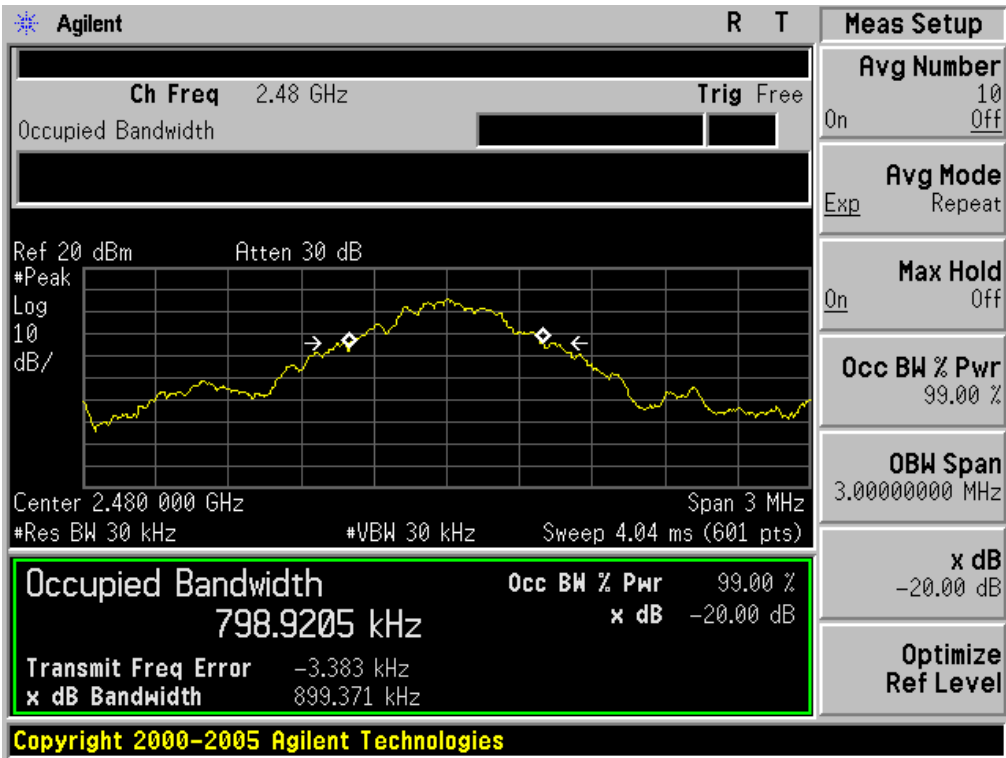 Agilent R T
Ch Freq 2.48 GHz Trig Free
Occupied Bandwidth
Ref 20 dBm Atten 30 dB
#Peak
Log
10
dB/
Center 2.480 000 GHz Span 3 MHz
#Res BW 30 kHz #VBW 30 kHz Sweep 4.04 ms (601 pts)
Occupied Bandwidth Occ BW % Pwr 99.00 %
798.9205 kHz x dB -20.00 dB
Transmit Freq Error -3.383 kHz
x dB Bandwidth 899.371 kHz
Copyright 2000-2005 Agilent Technologies
Meas Setup
Avg Number
10
On Off
Avg Mode
Exp Repeat
Max Hold
On Off
Occ BW % Pwr
99.00 %
OBW Span
3.00000000 MHz
x dB
-20.00 dB
Optimize
Ref Level